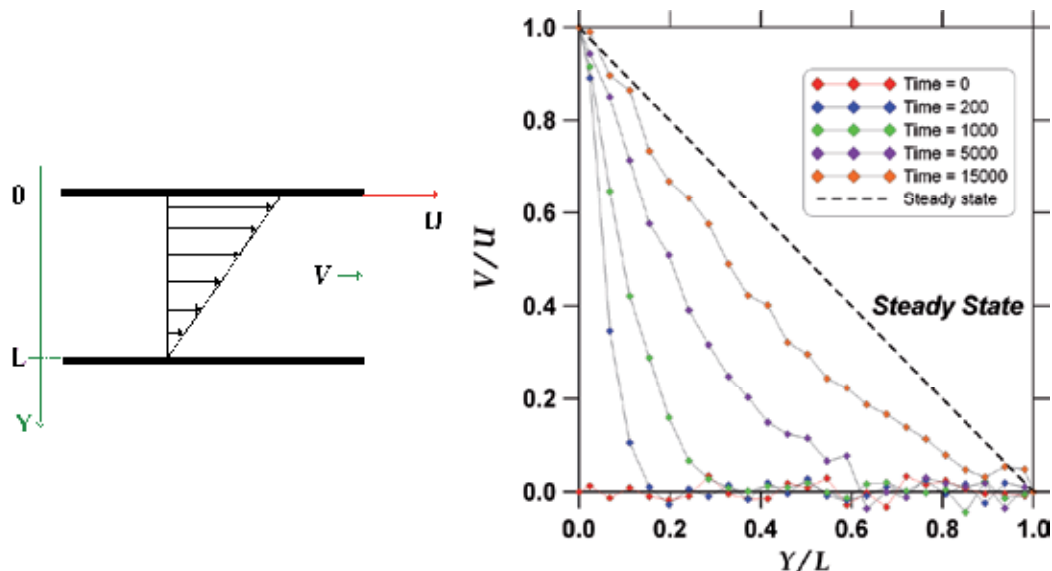 0
U
V
L
Y
1.0
0.8
0.6
0.4
0.2
0.0
V/U
Time = 0
Time = 200
Time = 1000
Time = 5000
Time = 15000
Steady state
Steady State
0.0 0.2 0.4 0.6 0.8 1.0
Y/L